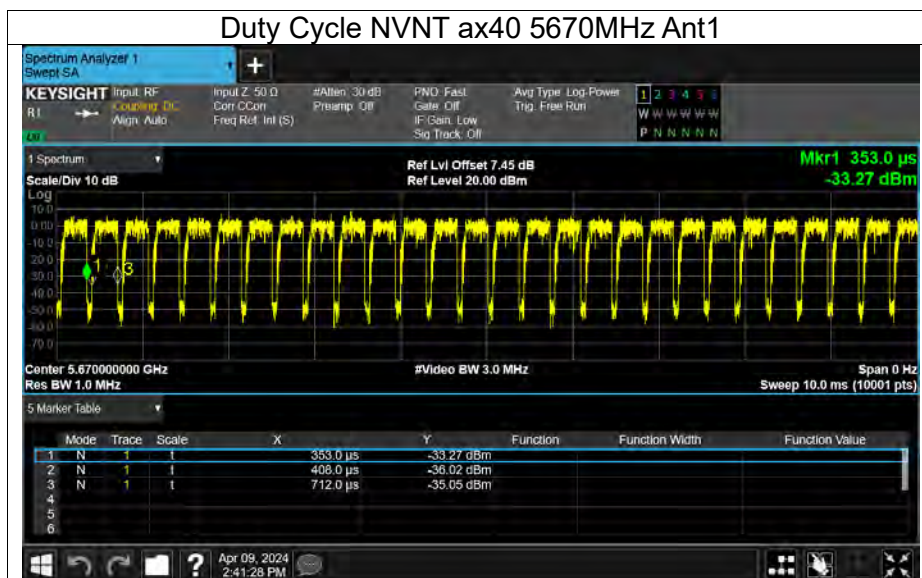 Duty Cycle NVNT ax40 5670MHz Ant1
Spectrum Analyzer 1
Swept SA
+
KEYSIGHT Input: RF Input Z: 50 Ω #Atten: 30 dB PNO: Fast Avg Type: Log-Power 1 2 3 4 5 6
R1 Coupling: DC Corr CCorr Preamp: Off Gate: Off Trig: Free Run W W W W W W
Align: Auto Freq Ref: Int (S) IF Gain: Low P N N N N N
Sig Track: Off
1 Spectrum Ref Lvl Offset 7.45 dB Mkr1 353.0 µs
Scale/Div 10 dB Ref Level 20.00 dBm -33.27 dBm
Log
10.0
0.00
-10.0
-20.0
-30.0
-40.0
-50.0
-60.0
-70.0
1
3
Center 5.670000000 GHz #Video BW 3.0 MHz Span 0 Hz
Res BW 1.0 MHz Sweep 10.0 ms (10001 pts)
5 Marker Table
Mode Trace Scale X Y Function Function Width Function Value
1 N 1 t 353.0 µs -33.27 dBm
2 N 1 t 408.0 µs -36.02 dBm
3 N 1 t 712.0 µs -35.05 dBm
4
5
6
? Apr 09, 2024
2:41:28 PM